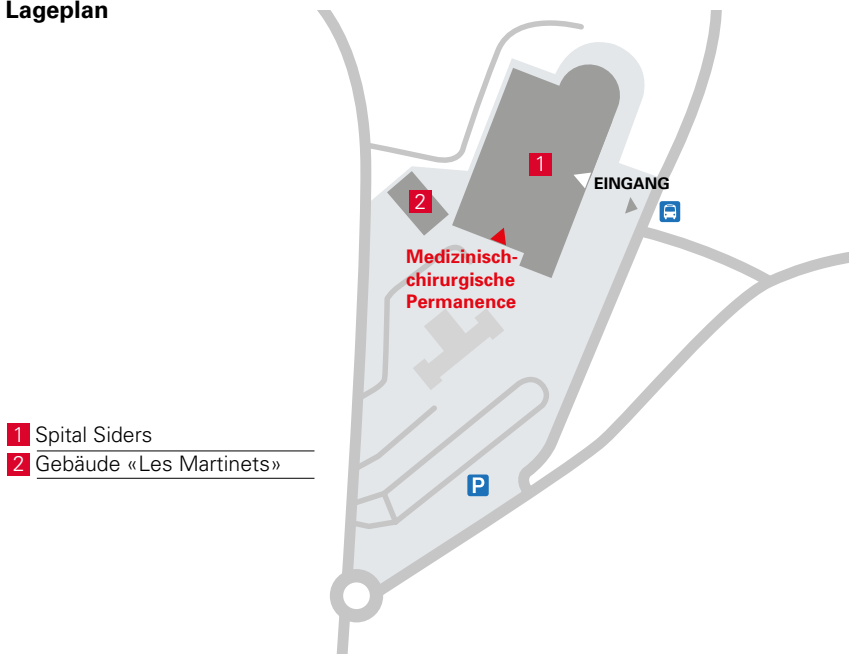 Lageplan
1
EINGANG
2
Medizinisch-
chirurgische
Permanence
1 Spital Siders
2 Gebäude «Les Martinets»
P